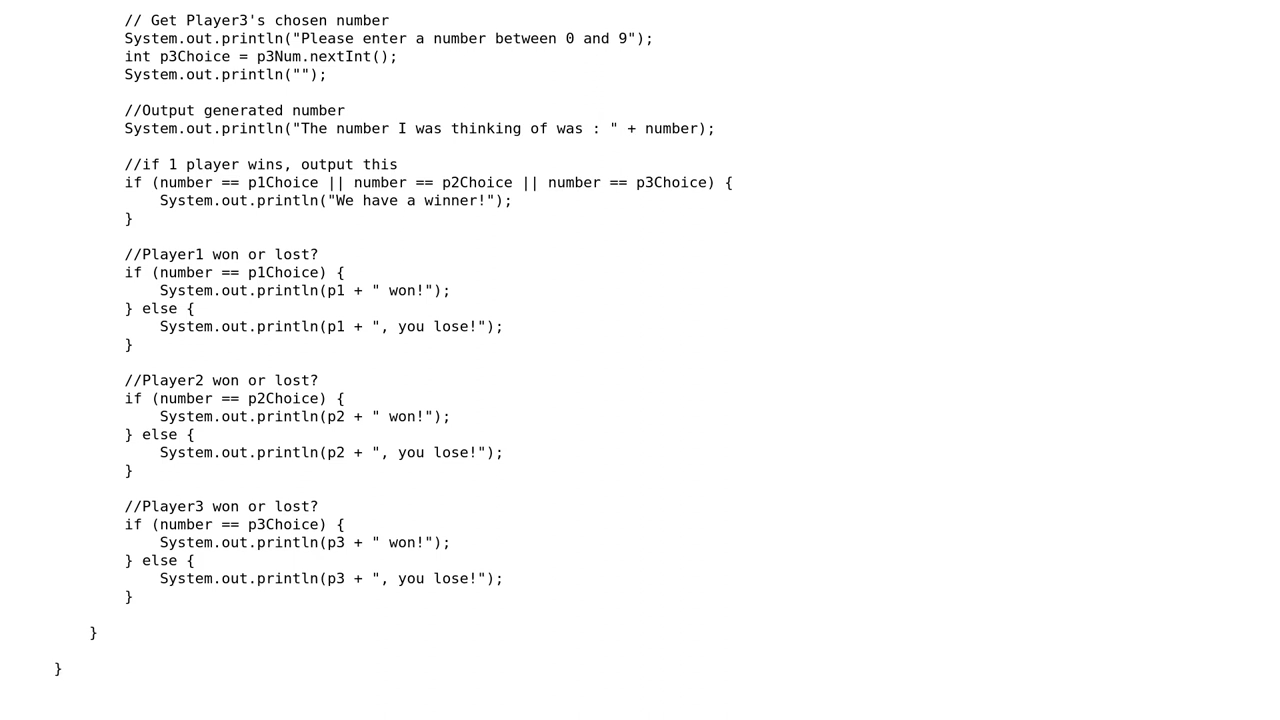 // Get Player3's chosen number
System.out.println("Please enter a number between 0 and 9");
int p3Choice = p3Num.nextInt();
System.out.println("");

//Output generated number
System.out.println("The number I was thinking of was : " + number);

//if 1 player wins, output this
if (number == p1Choice || number == p2Choice || number == p3Choice) {
    System.out.println("We have a winner!");
}

//Player1 won or lost?
if (number == p1Choice) {
    System.out.println(p1 + " won!");
} else {
    System.out.println(p1 + ", you lose!");
}

//Player2 won or lost?
if (number == p2Choice) {
    System.out.println(p2 + " won!");
} else {
    System.out.println(p2 + ", you lose!");
}

//Player3 won or lost?
if (number == p3Choice) {
    System.out.println(p3 + " won!");
} else {
    System.out.println(p3 + ", you lose!");
}

}

}